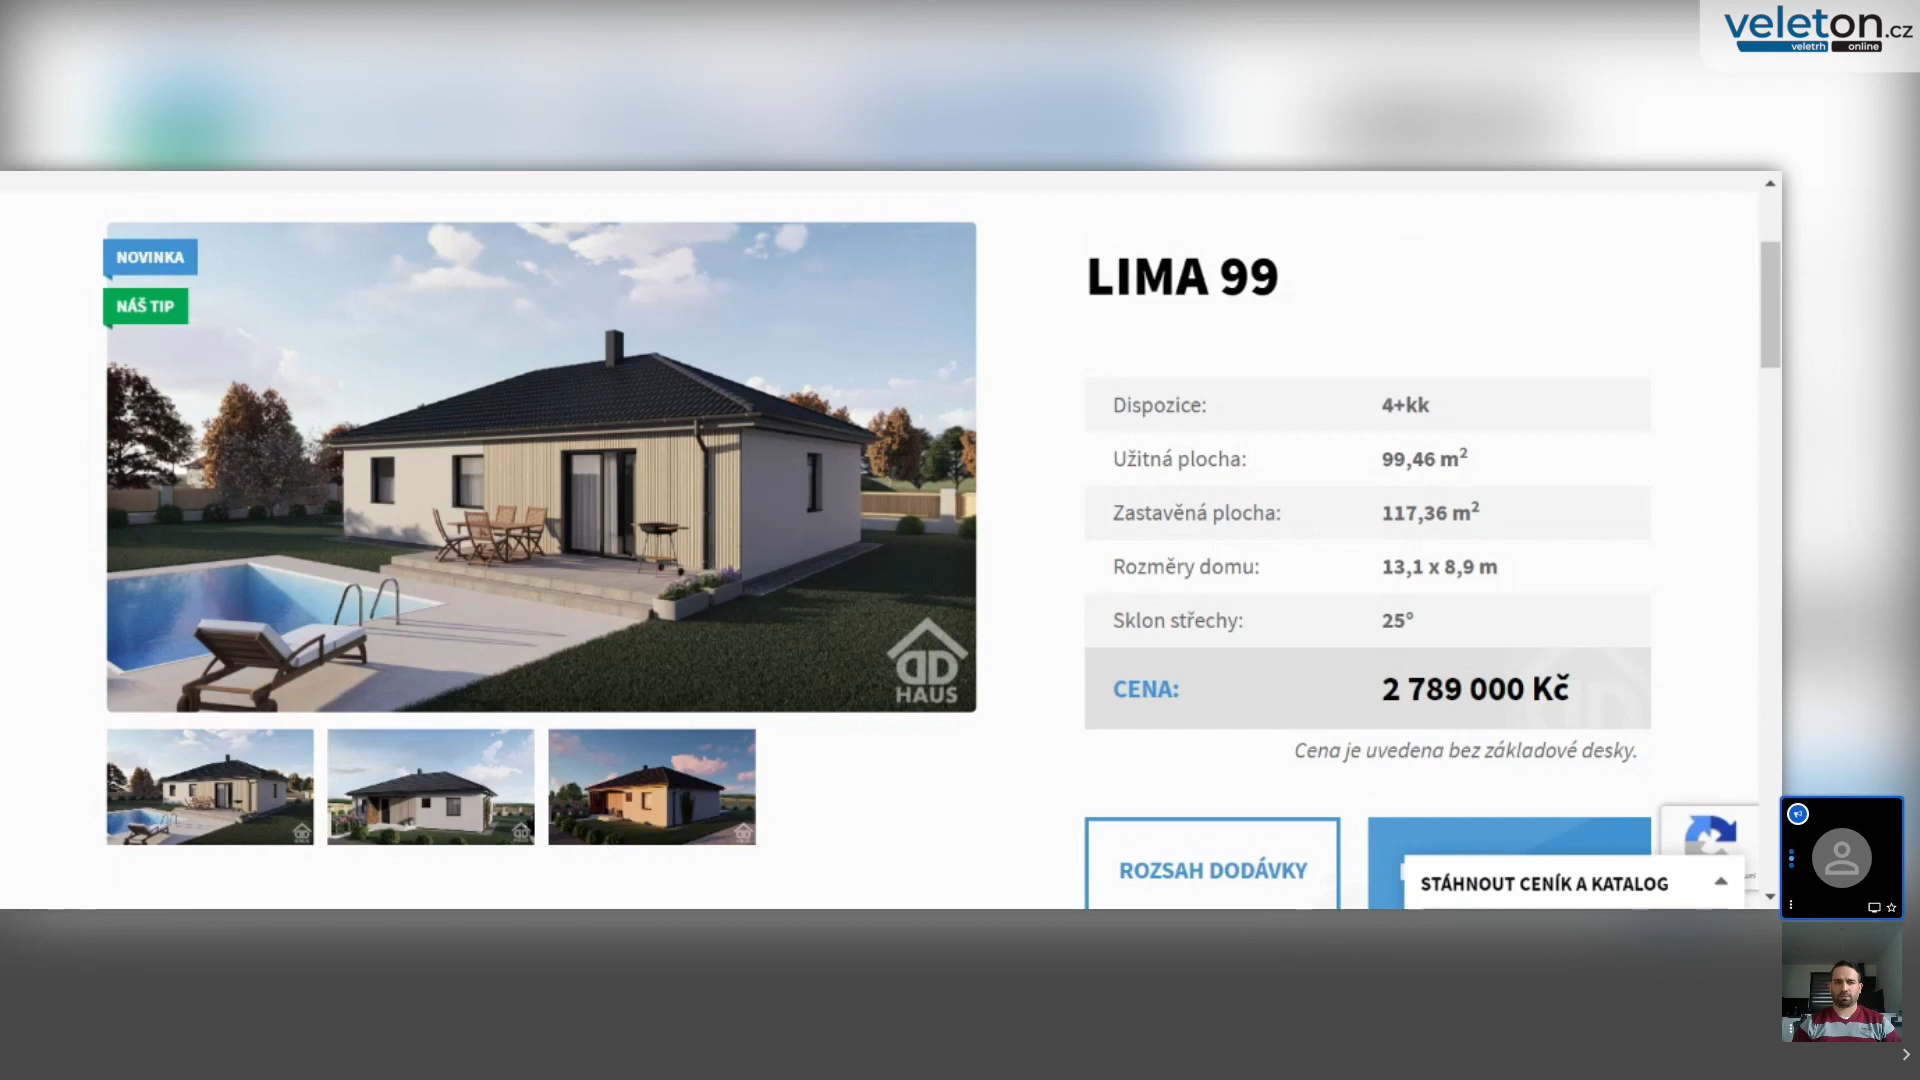 veleton.cz
veletrh online
NOVINKA
NÁŠ TIP
HAUS
LIMA 99
Dispozice: 4+kk
Užitná plocha: 99,46 m²
Zastavěná plocha: 117,36 m²
Rozměry domu: 13,1 x 8,9 m
Sklon střechy: 25°
CENA: 2 789 000 Kč
Cena je uvedena bez základové desky.
ROZSAH DODÁVKY
STÁHNOUT CENÍK A KATALOG